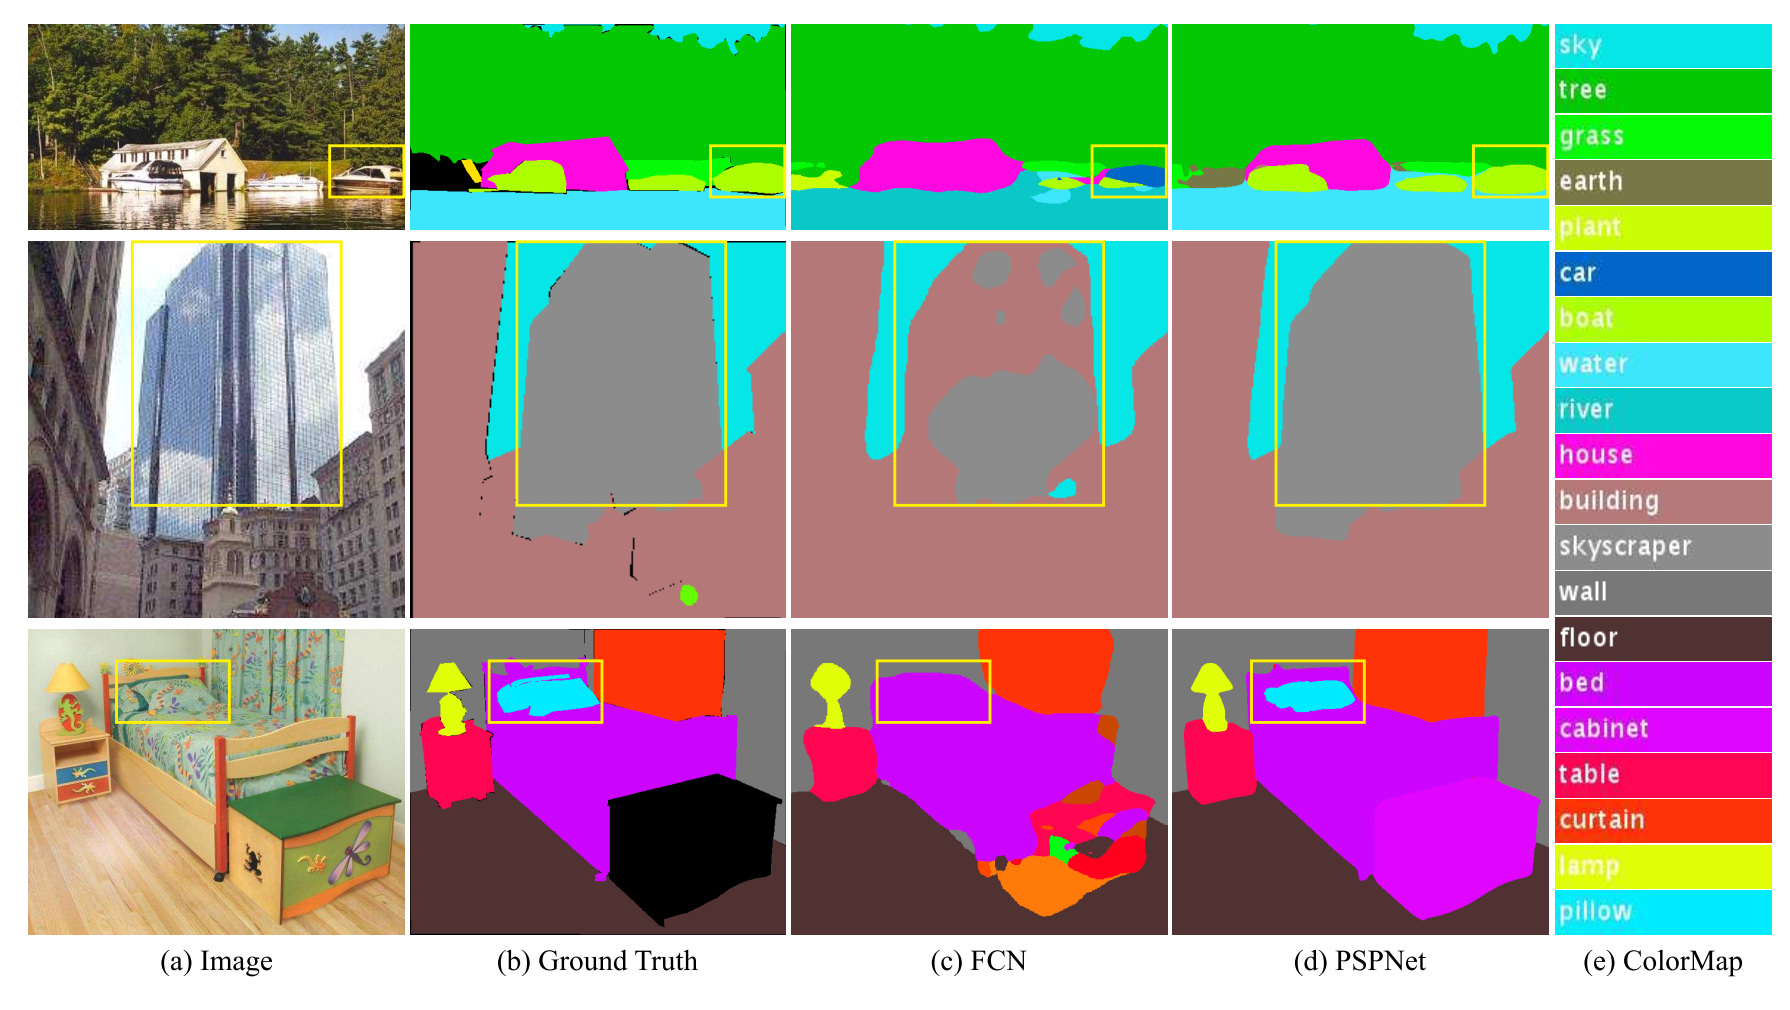 sky
tree
grass
earth
plant
car
boat
water
river
house
building
skyscraper
wall
floor
bed
cabinet
table
curtain
lamp
pillow
(a) Image
(b) Ground Truth
(c) FCN
(d) PSPNet
(e) ColorMap